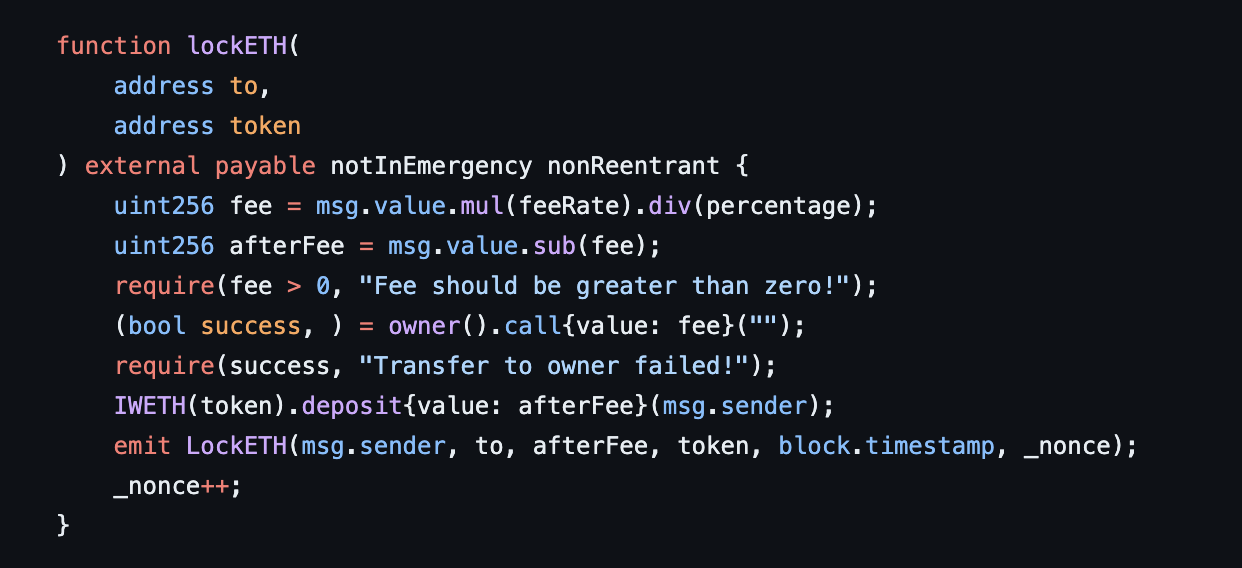 function lockETH(
    address to,
    address token
) external payable notInEmergency nonReentrant {
    uint256 fee = msg.value.mul(feeRate).div(percentage);
    uint256 afterFee = msg.value.sub(fee);
    require(fee > 0, "Fee should be greater than zero!");
    (bool success, ) = owner().call{value: fee}("");
    require(success, "Transfer to owner failed!");
    IWETH(token).deposit{value: afterFee}(msg.sender);
    emit LockETH(msg.sender, to, afterFee, token, block.timestamp, _nonce);
    _nonce++;
}